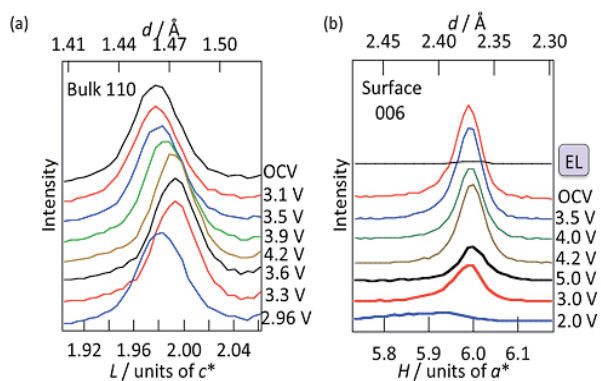 (a)
d / Å
1.41 1.44 1.47 1.50
Bulk 110
Intensity
OCV
3.1 V
3.5 V
3.9 V
4.2 V
3.6 V
3.3 V
2.96 V
1.92 1.96 2.00 2.04
L / units of c*
(b)
d / Å
2.45 2.40 2.35 2.30
Surface
006
Intensity
EL
OCV
3.5 V
4.0 V
4.2 V
5.0 V
3.0 V
2.0 V
5.8 5.9 6.0 6.1
H / units of a*